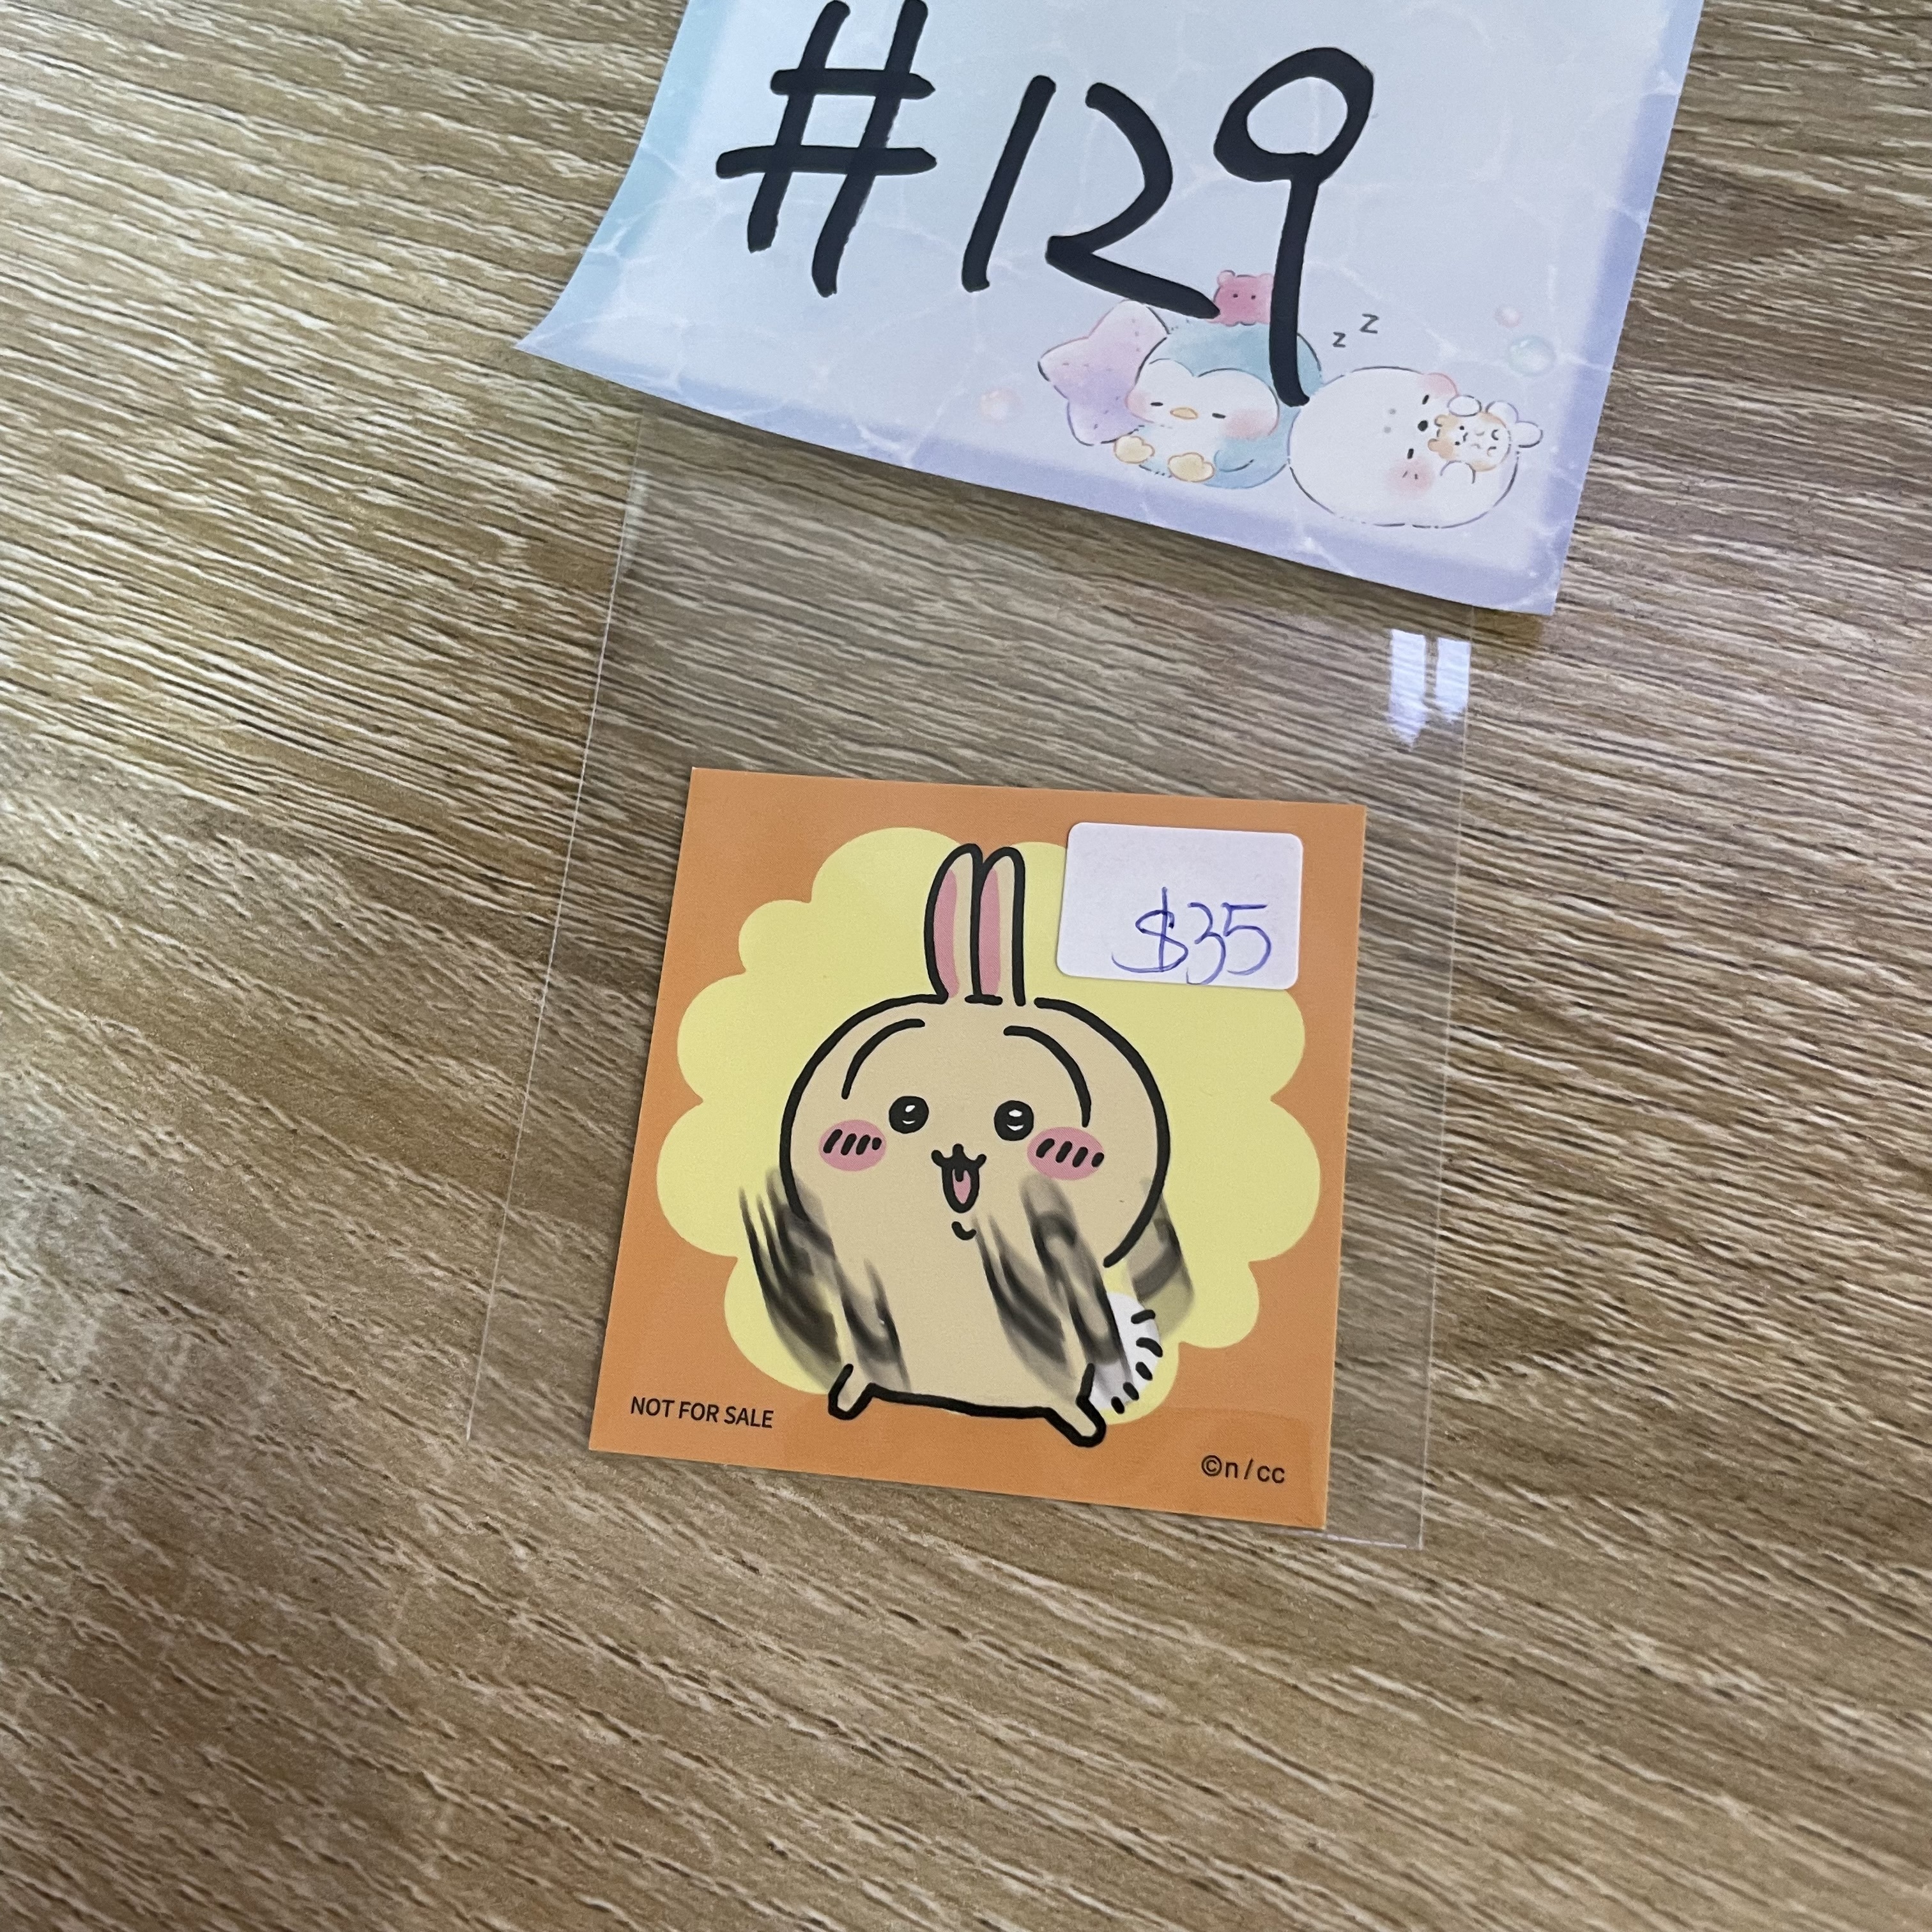 #129
z z
$35
NOT FOR SALE
©n/cc